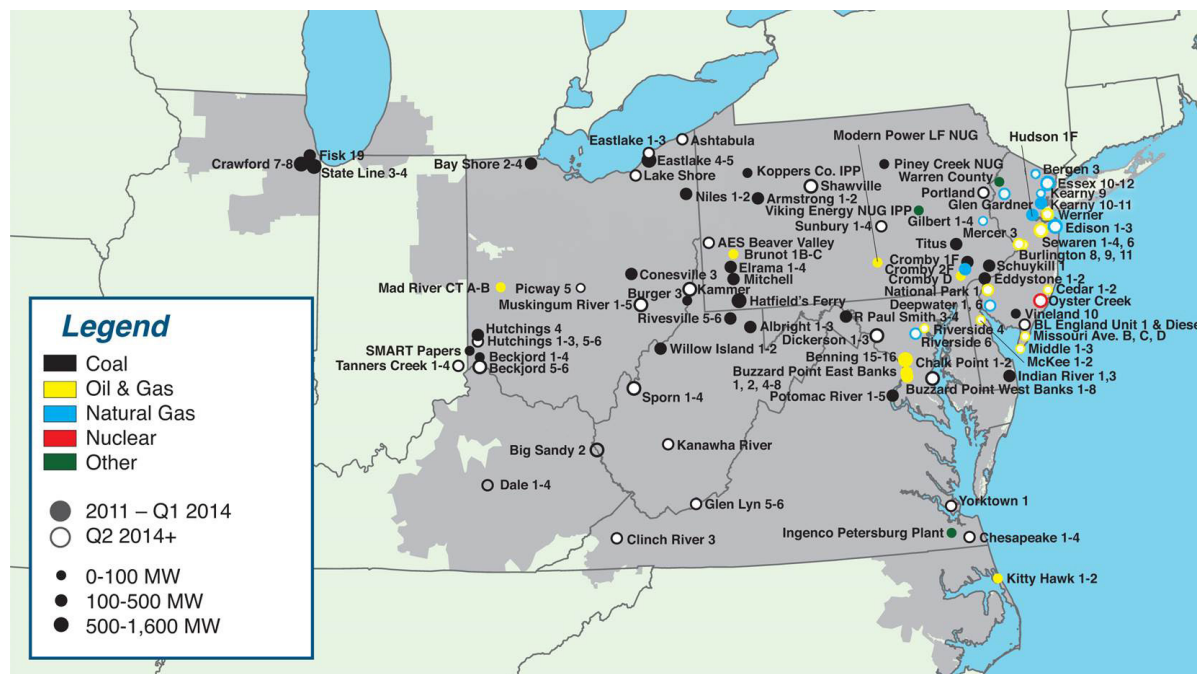 Modern Power LF NUG
Hudson 1F
Eastlake 1-3
Ashtabula
Fisk 19
Crawford 7-8
State Line 3-4
Bay Shore 2-4
Eastlake 4-5
Lake Shore
Koppers Co. IPP
Piney Creek NUG
Warren County
Bergen 3
Essex 10-12
Shawville
Portland
Kearny 9
Niles 1-2
Armstrong 1-2
Glen Gardner
Kearny 10-11
Viking Energy NUG IPP
Werner
Gilbert 1-4
Sunbury 1-4
Edison 1-3
Mercer 3
AES Beaver Valley
Titus
Sewaren 1-4, 6
Brunot 1B-C
Burlington 8, 9, 11
Cromby 1F
Elrama 1-4
Schuykill 1
Conesville 3
Cromby 2F
Mitchell
Cromby D
Eddystone 1-2
Mad River CT A-B
Picway 5
Burger 3
Kammer
National Park 1
Cedar 1-2
Muskingum River 1-5
Hatfield's Ferry
Deepwater 1, 6
Oyster Creek
Rivesville 5-6
R Paul Smith 3-4
Vineland 10
Albright 1-3
BL England Unit 1 & Diese
Hutchings 4
Hutchings 1-3, 5-6
Dickerson 1-3
Riverside 4
Riverside 6
Missouri Ave. B, C, D
SMART Papers
Willow Island 1-2
Middle 1-3
Beckjord 1-4
Benning 15-16
Chalk Point 1-2
McKee 1-2
Tanners Creek 1-4
Beckjord 5-6
Buzzard Point East Banks
1, 2, 4-8
Indian River 1,3
Buzzard Point West Banks 1-8
Sporn 1-4
Potomac River 1-5
Big Sandy 2
Kanawha River
Dale 1-4
Glen Lyn 5-6
Yorktown 1
Ingenco Petersburg Plant
Clinch River 3
Chesapeake 1-4
Kitty Hawk 1-2
Legend
Coal
Oil & Gas
Natural Gas
Nuclear
Other
2011 – Q1 2014
Q2 2014+
0-100 MW
100-500 MW
500-1,600 MW